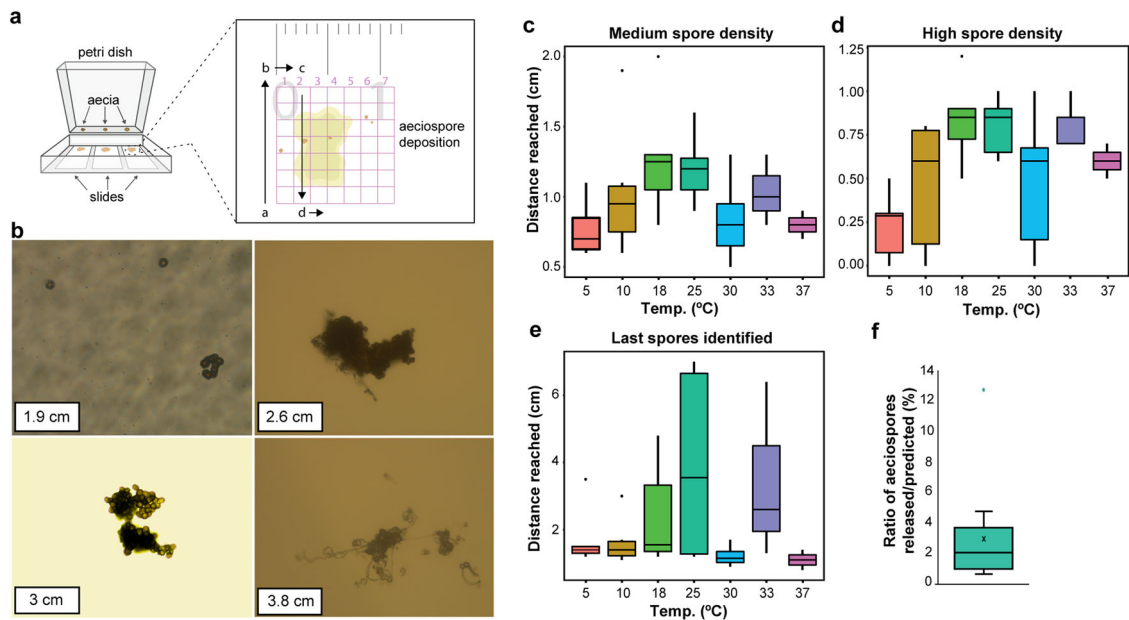 a
petri dish
aecia
slides
b
c
1 2 3 4 5 6 7
aeciospore
deposition
a
d
b
1.9 cm
2.6 cm
3 cm
3.8 cm
c
Medium spore density
Distance reached (cm)
2.0
1.5
1.0
0.5
5 10 18 25 30 33 37
Temp. (ºC)
d
High spore density
1.25
1.00
0.75
0.50
0.25
0.00
5 10 18 25 30 33 37
Temp. (ºC)
e
Last spores identified
Distance reached (cm)
6
4
2
5 10 18 25 30 33 37
Temp. (ºC)
f
Ratio of aeciospores
released/predicted (%)
14
12
10
8
6
4
2
0
x